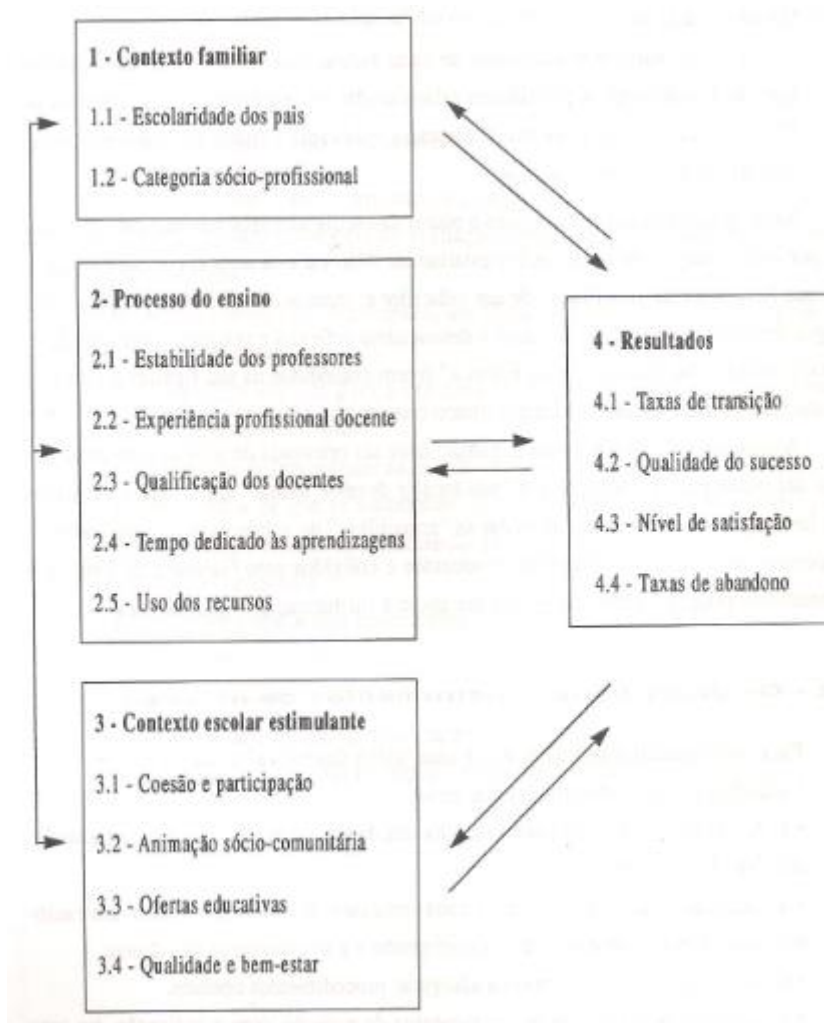 1 - Contexto familiar
1.1 - Escolaridade dos pais
1.2 - Categoria sócio-profissional
2- Processo do ensino
2.1 - Estabilidade dos professores
2.2 - Experiência profissional docente
2.3 - Qualificação dos docentes
2.4 - Tempo dedicado às aprendizagens
2.5 - Uso dos recursos
4 - Resultados
4.1 - Taxas de transição
4.2 - Qualidade do sucesso
4.3 - Nível de satisfação
4.4 - Taxas de abandono
3 - Contexto escolar estimulante
3.1 - Coesão e participação
3.2 - Animação sócio-comunitária
3.3 - Ofertas educativas
3.4 - Qualidade e bem-estar